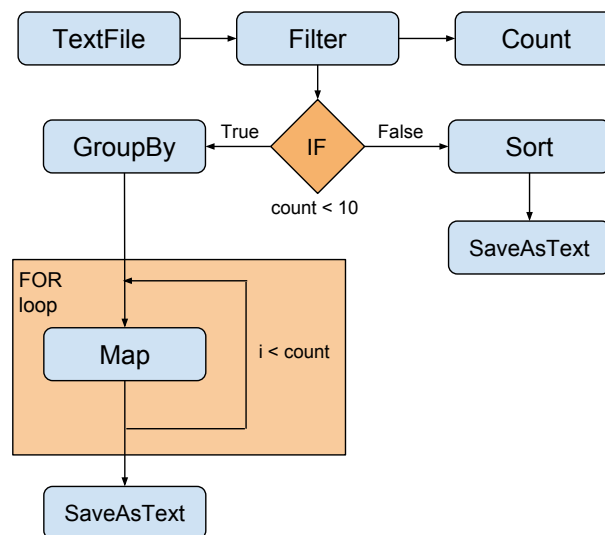 TextFile
Filter
Count
True
IF
False
GroupBy
Sort
count < 10
SaveAsText
FOR
loop
Map
i < count
SaveAsText